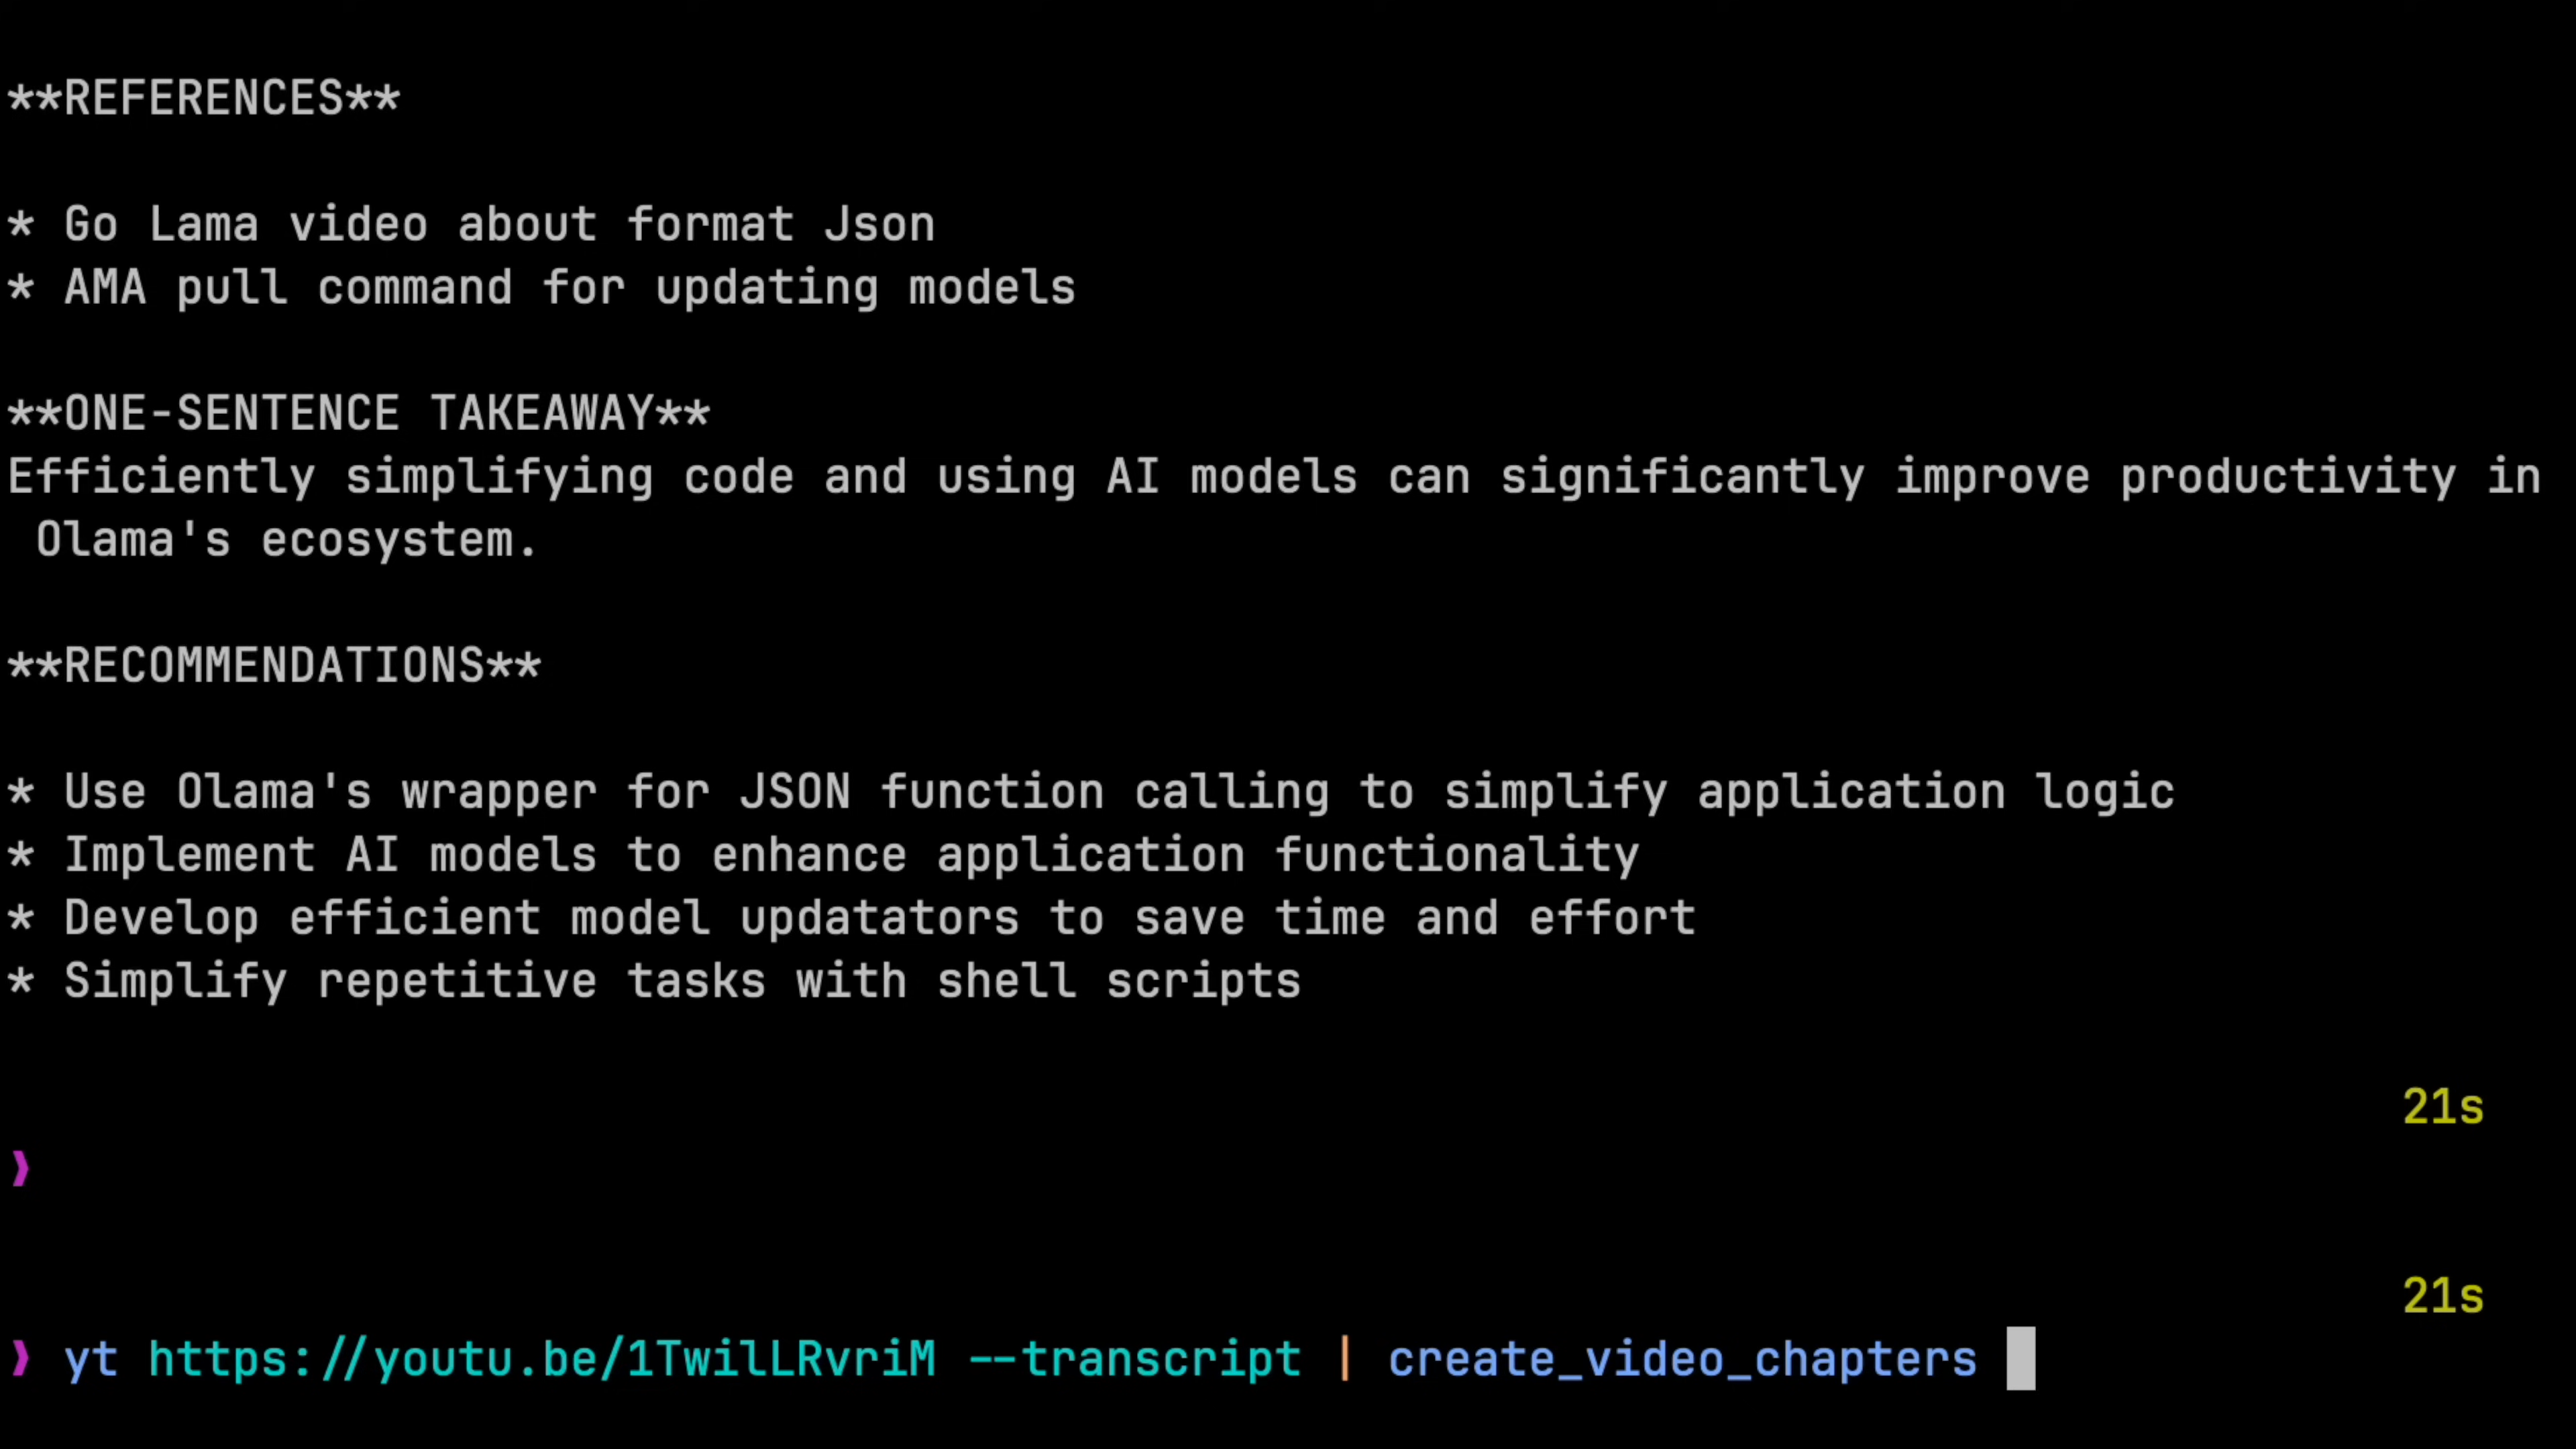 **REFERENCES**
* Go Lama video about format Json
* AMA pull command for updating models
**ONE-SENTENCE TAKEAWAY**
Efficiently simplifying code and using AI models can significantly improve productivity in
Olama's ecosystem.
**RECOMMENDATIONS**
* Use Olama's wrapper for JSON function calling to simplify application logic
* Implement AI models to enhance application functionality
* Develop efficient model updatators to save time and effort
* Simplify repetitive tasks with shell scripts
21s
❯
21s
❯ yt https://youtu.be/1TwilLRvriM --transcript | create_video_chapters